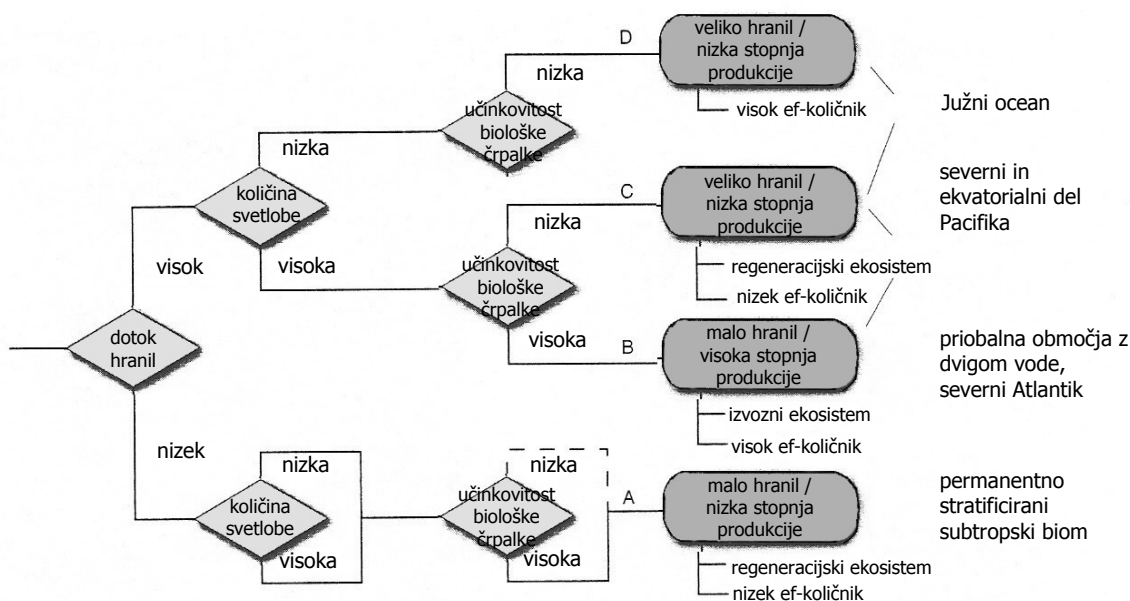 D
veliko hranil /
nizka stopnja
produkcije
nizka
visok ef-količnik
Južni ocean
učinkovitost
biološke
črpalke
nizka
količina
svetlobe
C
veliko hranil /
nizka stopnja
produkcije
severni in
ekvatorialni del
Pacifika
nizka
visok
visoka
učinkovitost
biološke
črpalke
regeneracijski ekosistem
nizek ef-količnik
dotok
hranil
visoka
B
malo hranil /
visoka stopnja
produkcije
priobalna območja z
dvigom vode,
severni Atlantik
izvozni ekosistem
visok ef-količnik
nizek
nizka
nizka
količina
svetlobe
učinkovitost
biološke
črpalke
A
malo hranil /
nizka stopnja
produkcije
permanentno
stratificirani
subtropski biom
visoka
visoka
regeneracijski ekosistem
nizek ef-količnik